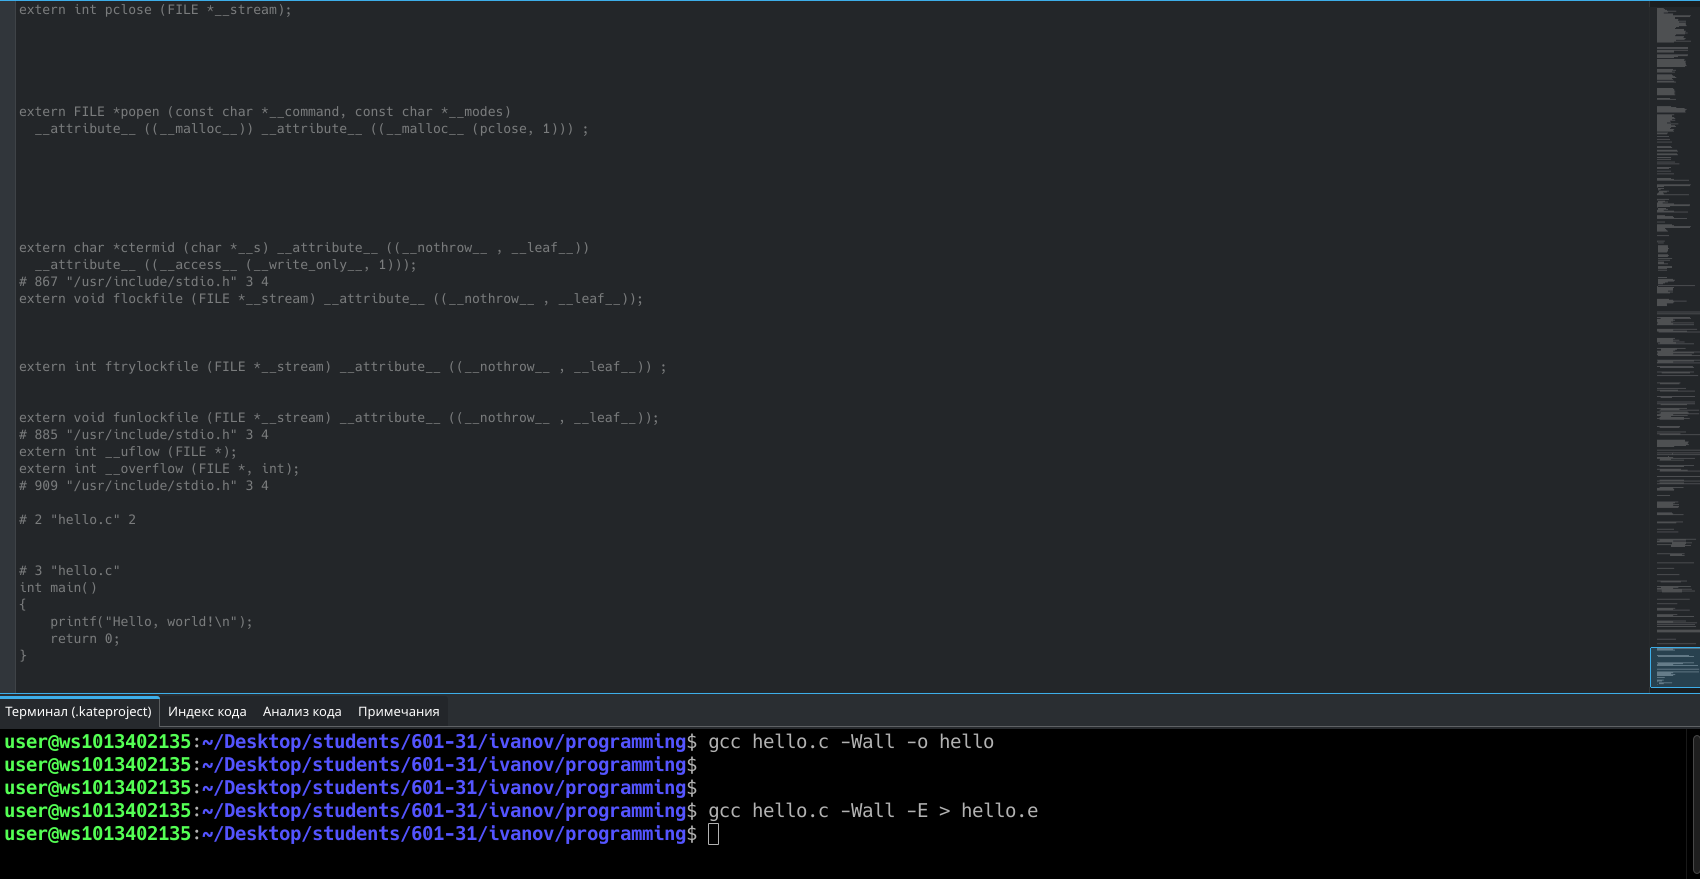 extern int pclose (FILE *__stream);
extern FILE *popen (const char *__command, const char *__modes)
  __attribute__ ((__malloc__)) __attribute__ ((__malloc__ (pclose, 1))) ;
extern char *ctermid (char *__s) __attribute__ ((__nothrow__ , __leaf__))
  __attribute__ ((__access__ (__write_only__, 1)));
# 867 "/usr/include/stdio.h" 3 4
extern void flockfile (FILE *__stream) __attribute__ ((__nothrow__ , __leaf__));
extern int ftrylockfile (FILE *__stream) __attribute__ ((__nothrow__ , __leaf__)) ;
extern void funlockfile (FILE *__stream) __attribute__ ((__nothrow__ , __leaf__));
# 885 "/usr/include/stdio.h" 3 4
extern int __uflow (FILE *);
extern int __overflow (FILE *, int);
# 909 "/usr/include/stdio.h" 3 4
# 2 "hello.c" 2
# 3 "hello.c"
int main()
{
    printf("Hello, world!\n");
    return 0;
}
Терминал (.kateproject) Индекс кода Анализ кода Примечания
user@ws1013402135:~/Desktop/students/601-31/ivanov/programming$ gcc hello.c -Wall -o hello
user@ws1013402135:~/Desktop/students/601-31/ivanov/programming$
user@ws1013402135:~/Desktop/students/601-31/ivanov/programming$
user@ws1013402135:~/Desktop/students/601-31/ivanov/programming$ gcc hello.c -Wall -E > hello.e
user@ws1013402135:~/Desktop/students/601-31/ivanov/programming$